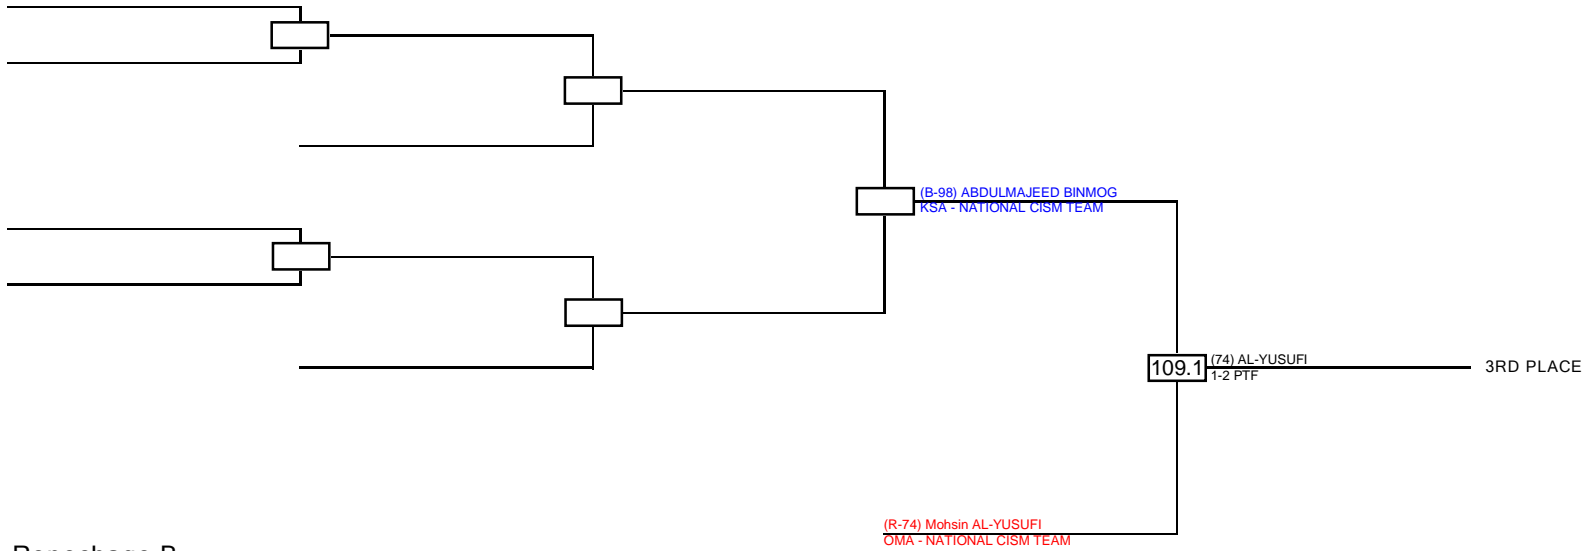 (B-98) ABDULMAJEED BINMOG
KSA - NATIONAL CISM TEAM
109.1
(74) AL-YUSUFI
1-2 PTF
3RD PLACE
(R-74) Mohsin AL-YUSUFI
OMA - NATIONAL CISM TEAM
Repechage B